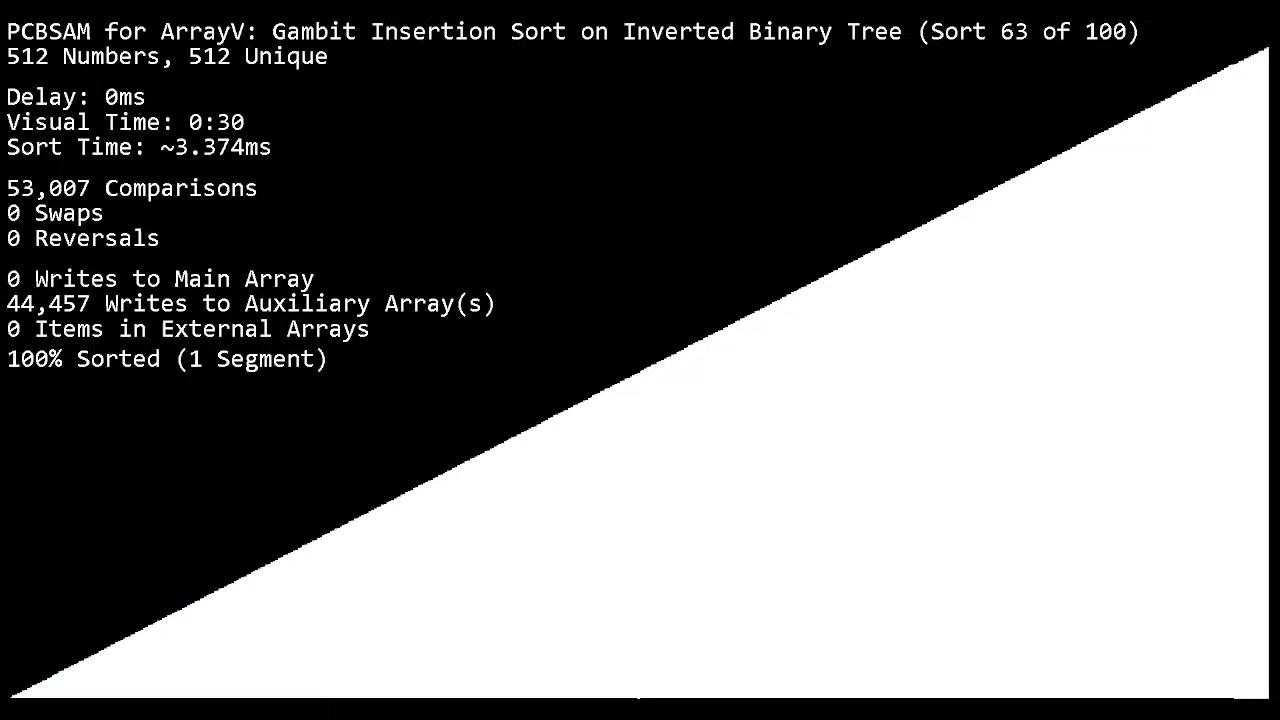 PCBSAM for ArrayV: Gambit Insertion Sort on Inverted Binary Tree (Sort 63 of 100)
512 Numbers, 512 Unique
Delay: 0ms
Visual Time: 0:30
Sort Time: ~3.374ms
53,007 Comparisons
0 Swaps
0 Reversals
0 Writes to Main Array
44,457 Writes to Auxiliary Array(s)
0 Items in External Arrays
100% Sorted (1 Segment)